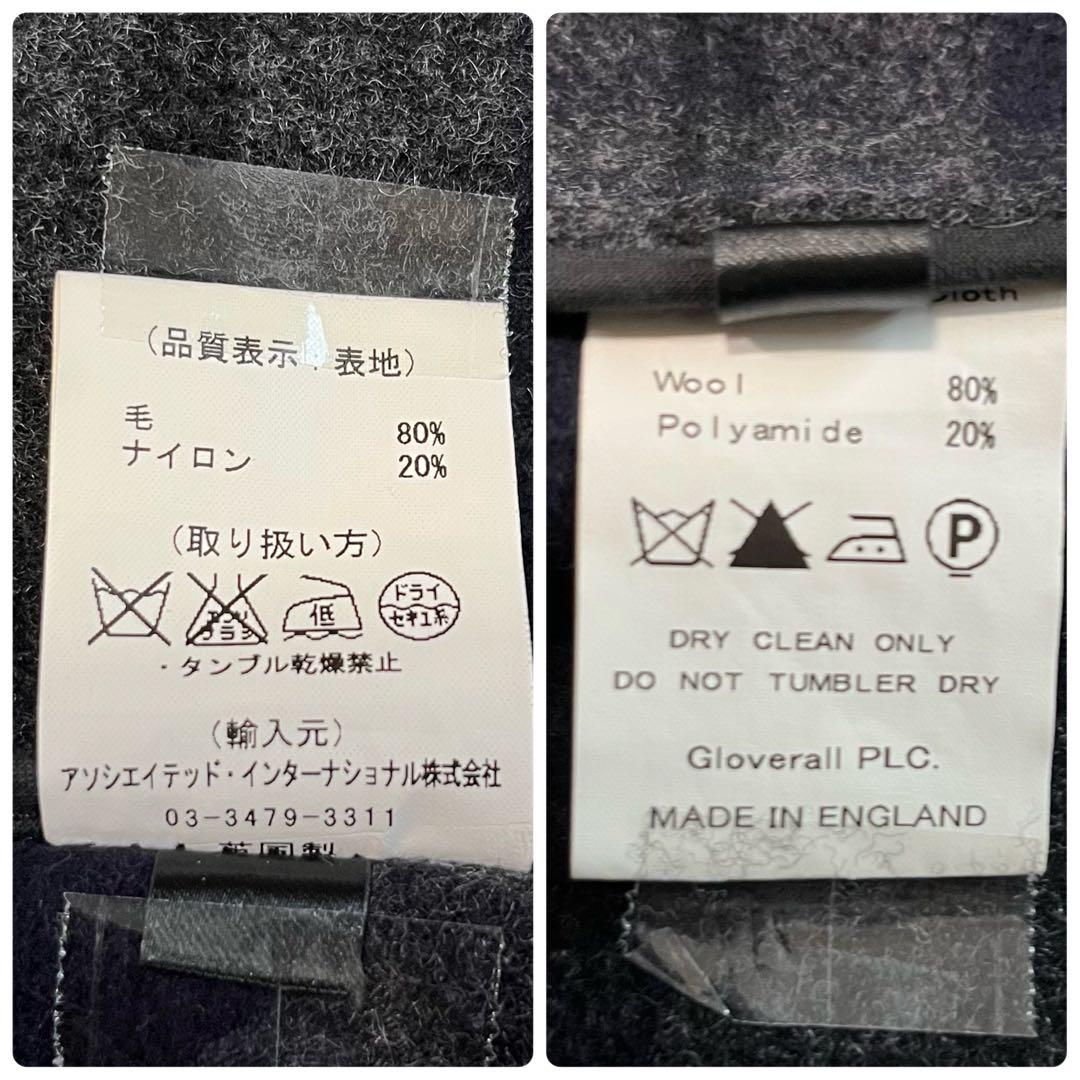 (品質表示:表地)
毛 80%
ナイロン 20%
(取り扱い方)
低
ドライ
セキユ系
・タンブル乾燥禁止
(輸入元)
アソシエイテッド・インターナショナル株式会社
03-3479-3311
英国製
Cloth
Wool 80%
Polyamide 20%
P
DRY CLEAN ONLY
DO NOT TUMBLER DRY
Gloverall PLC.
MADE IN ENGLAND